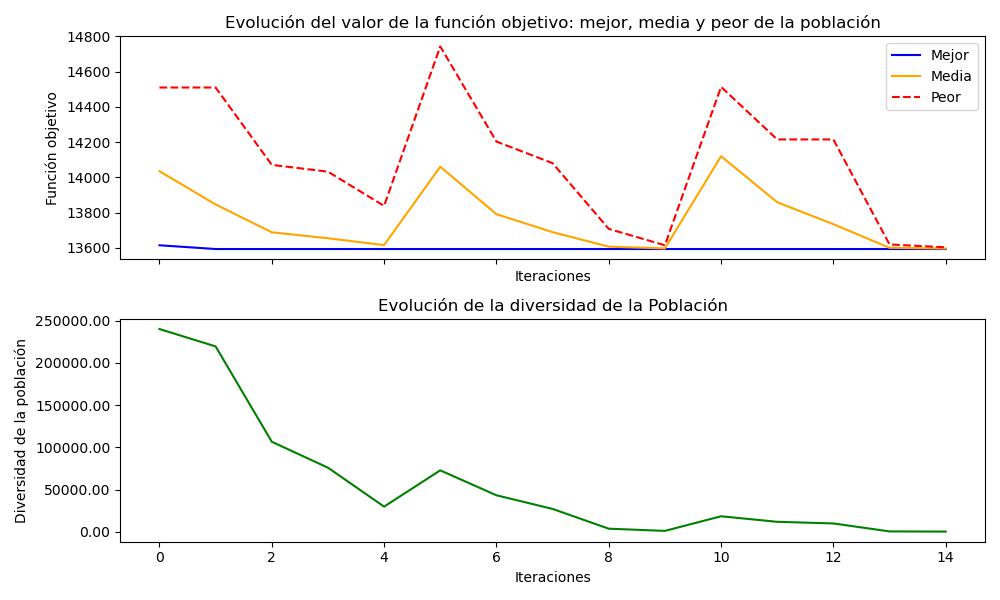 Evolución del valor de la función objetivo: mejor, media y peor de la población
14800
14600
14400
14200
14000
13800
13600
Función objetivo
Mejor
Media
Peor
Iteraciones
Evolución de la diversidad de la Población
250000.00
200000.00
150000.00
100000.00
50000.00
0.00
Diversidad de la población
0 2 4 6 8 10 12 14
Iteraciones